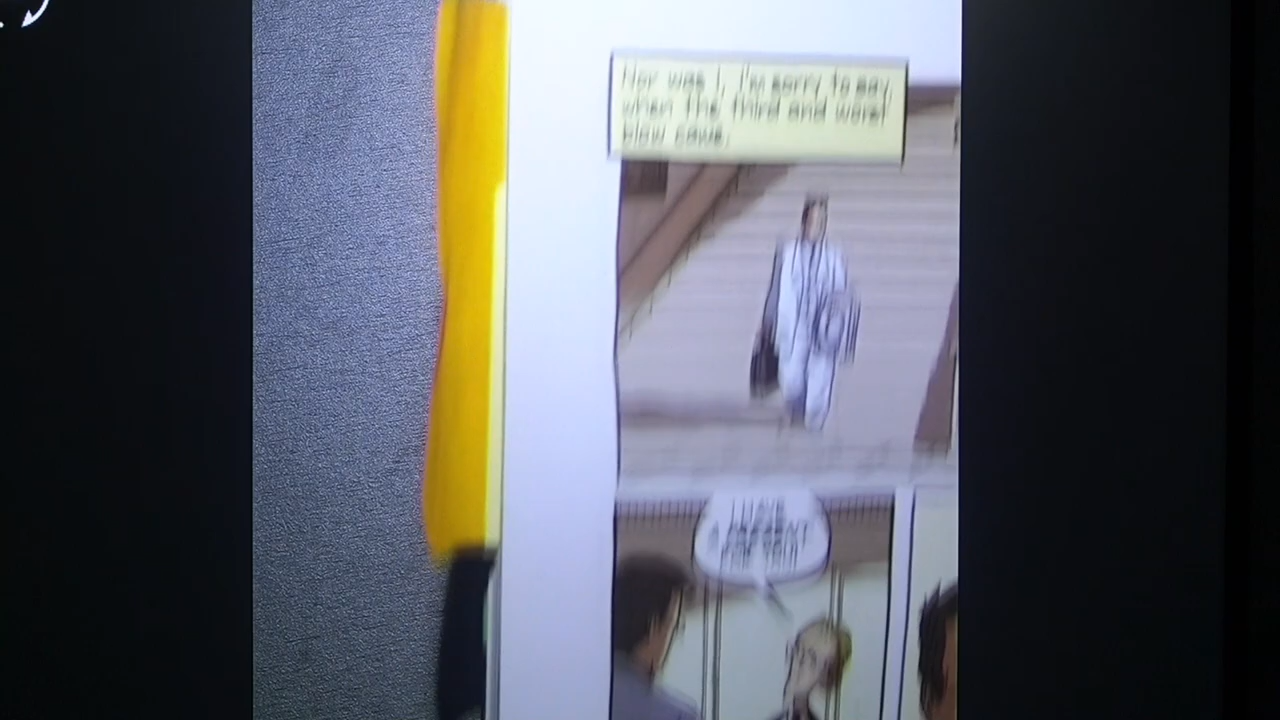 Nor was I, I'm sorry to say,
when the third and worst
blow came.
I HAVE
A PRESENT
FOR YOU!